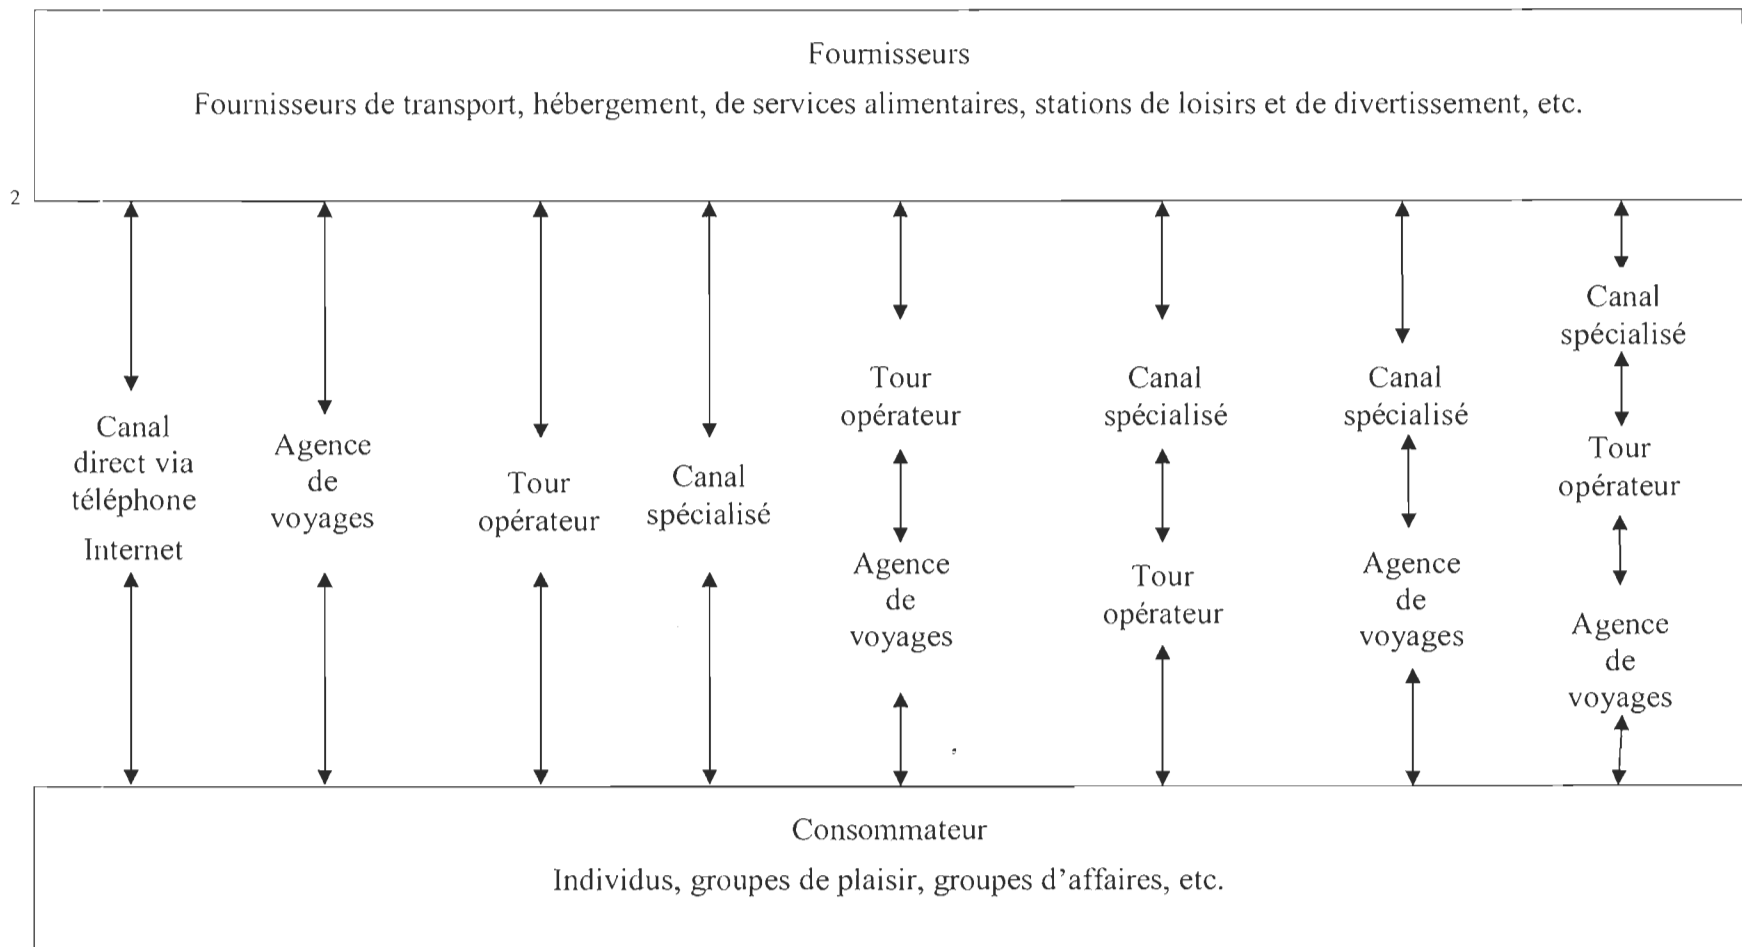 Fournisseurs
Fournisseurs de transport, hébergement, de services alimentaires, stations de loisirs et de divertissement, etc.
2
Canal
direct via
téléphone
Internet
Agence
de
voyages
Tour
opérateur
Canal
spécialisé
Tour
opérateur
Agence
de
voyages
Canal
spécialisé
Tour
opérateur
Canal
spécialisé
Agence
de
voyages
Canal
spécialisé
Tour
opérateur
Agence
de
voyages
Consommateur
Individus, groupes de plaisir, groupes d'affaires, etc.